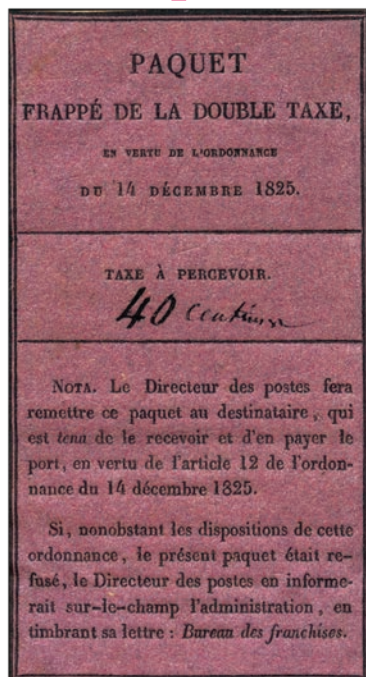 PAQUET
FRAPPÉ DE LA DOUBLE TAXE,
EN VERTU DE L'ORDONNANCE
DU 14 DÉCEMBRE 1825.
TAXE À PERCEVOIR.
40 centimes
NOTA. Le Directeur des postes fera
remettre ce paquet au destinataire, qui
est tenu de le recevoir et d'en payer le
port, en vertu de l'article 12 de l'ordon-
nance du 14 décembre 1825.
Si, nonobstant les dispositions de cette
ordonnance, le présent paquet était re-
fusé, le Directeur des postes en informe-
rait sur-le-champ l'administration, en
timbrant sa lettre : Bureau des franchises.